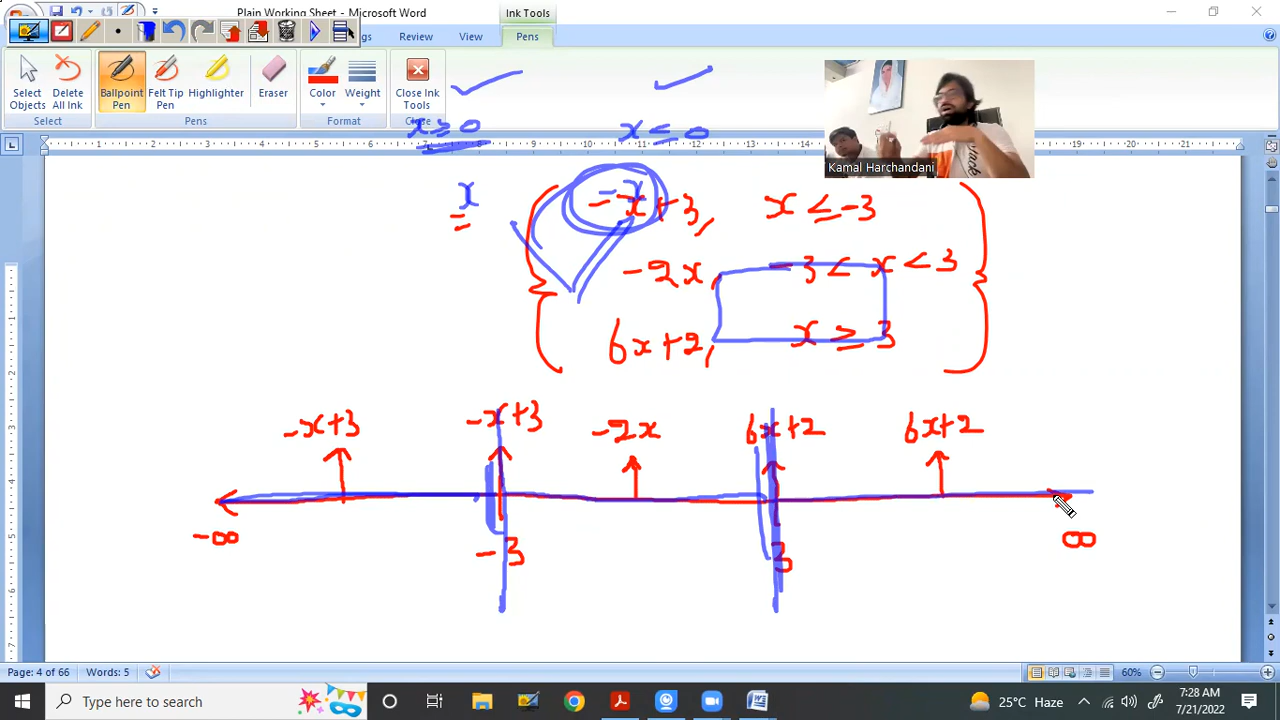 Plain Working Sheet - Microsoft Word
Ink Tools
Review
View
Pens
Select Objects
Delete All Ink
Ballpoint Pen
Felt Tip Pen
Highlighter
Eraser
Color
Weight
Close Ink Tools
Select
Pens
Format
Close
x ≥ 0
x ≤ 0
Kamal Harchandani
x
-x+3, x ≤ -3
-2x, -3 < x < 3
6x+2, x ≥ 3
-x+3
-x+3
-2x
6x+2
6x+2
-∞
-3
3
∞
Page: 4 of 66
Words: 5
60%
Type here to search
25°C Haze
7:28 AM
7/21/2022